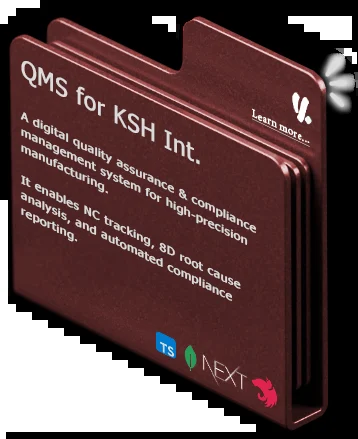 QMS for KSH Int.
Learn more...
A digital quality assurance & compliance
management system for high-precision
manufacturing.
It enables NC tracking, 8D root cause
analysis, and automated compliance
reporting.
TS
NEXT